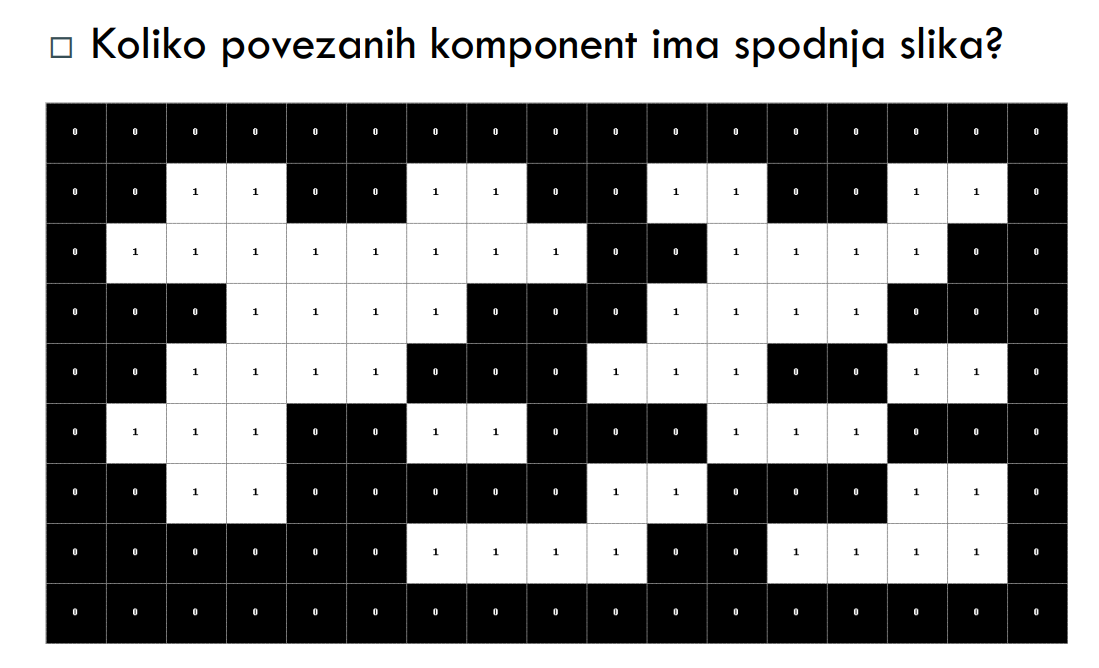 □ Koliko povezanih komponent ima spodnja slika?
0 0 0 0 0 0 0 0 0 0 0 0 0 0 0 0 0
0 0 1 1 0 0 1 1 0 0 1 1 0 0 1 1 0
0 1 1 1 1 1 1 1 1 0 0 1 1 1 1 0 0
0 0 0 1 1 1 1 0 0 0 1 1 1 1 0 0 0
0 0 1 1 1 1 0 0 0 1 1 1 0 0 1 1 0
0 1 1 1 0 0 1 1 0 0 0 1 1 1 0 0 0
0 0 1 1 0 0 0 0 0 1 1 0 0 0 1 1 0
0 0 0 0 0 0 1 1 1 1 0 0 1 1 1 1 0
0 0 0 0 0 0 0 0 0 0 0 0 0 0 0 0 0